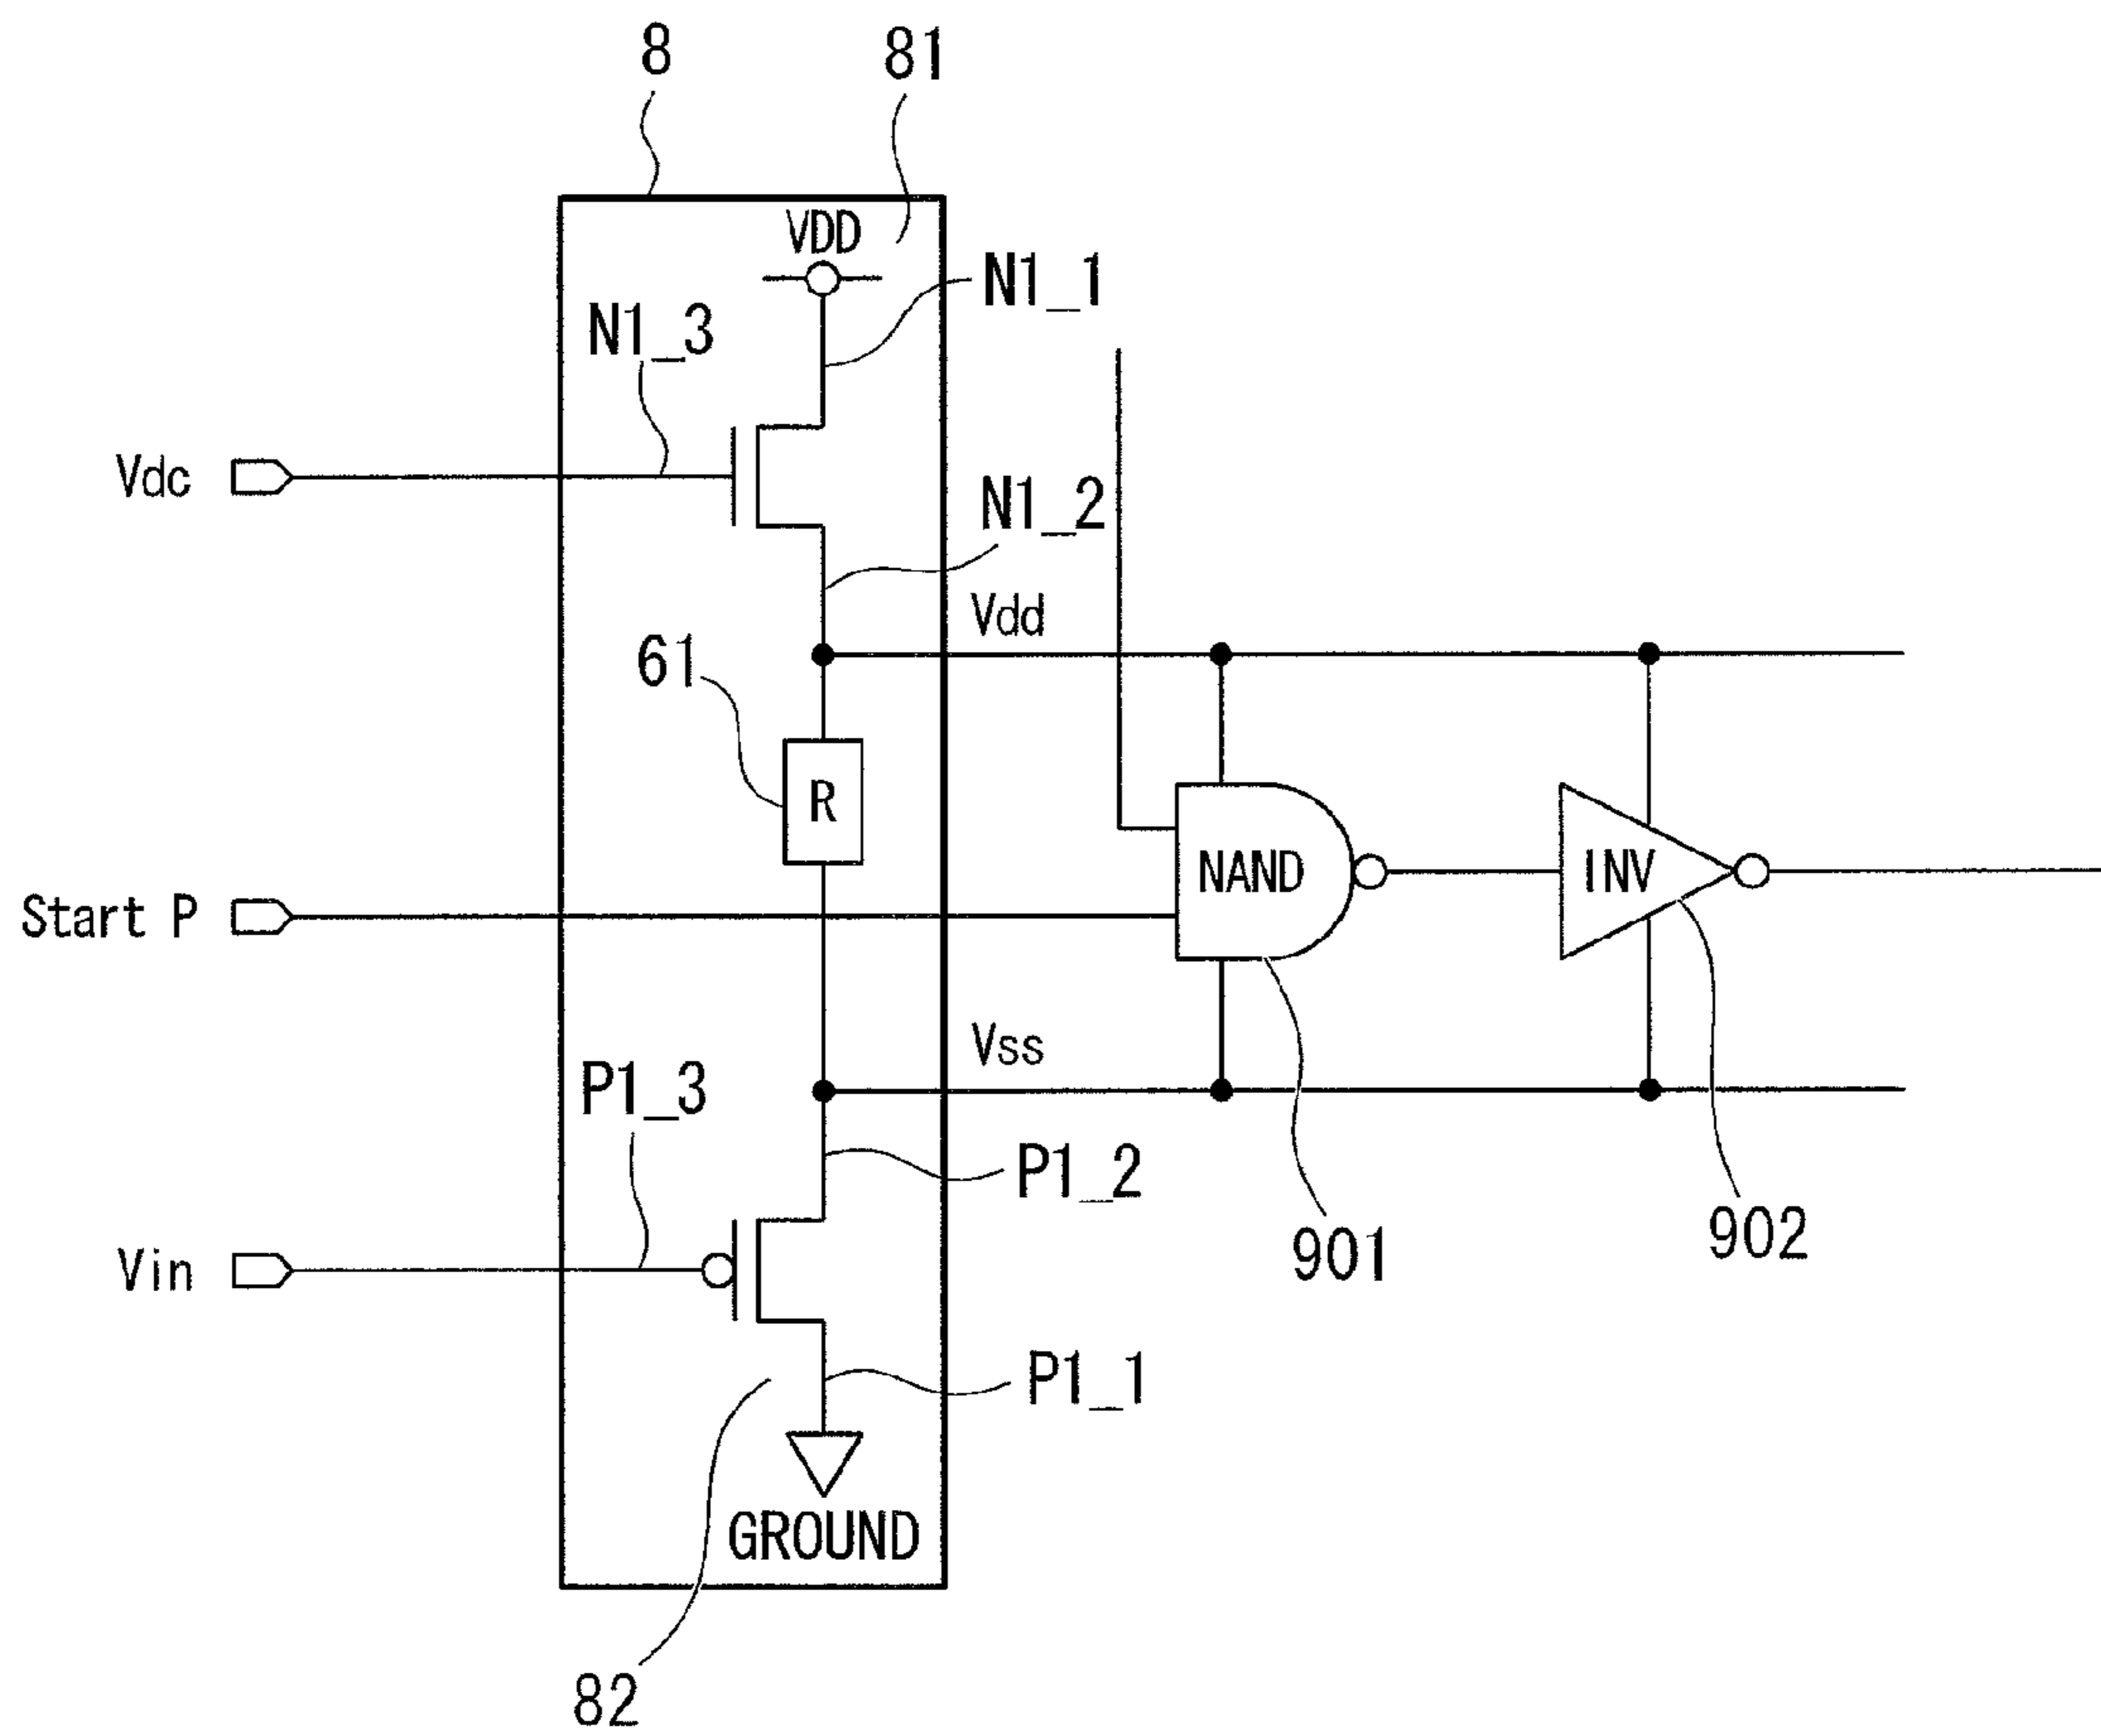 8
81
VDD
N1_1
N1_3
Vdc
N1_2
Vdd
61
R
NAND
INV
Start P
Vss
P1_3
P1_2
901
902
Vin
P1_1
GROUND
82